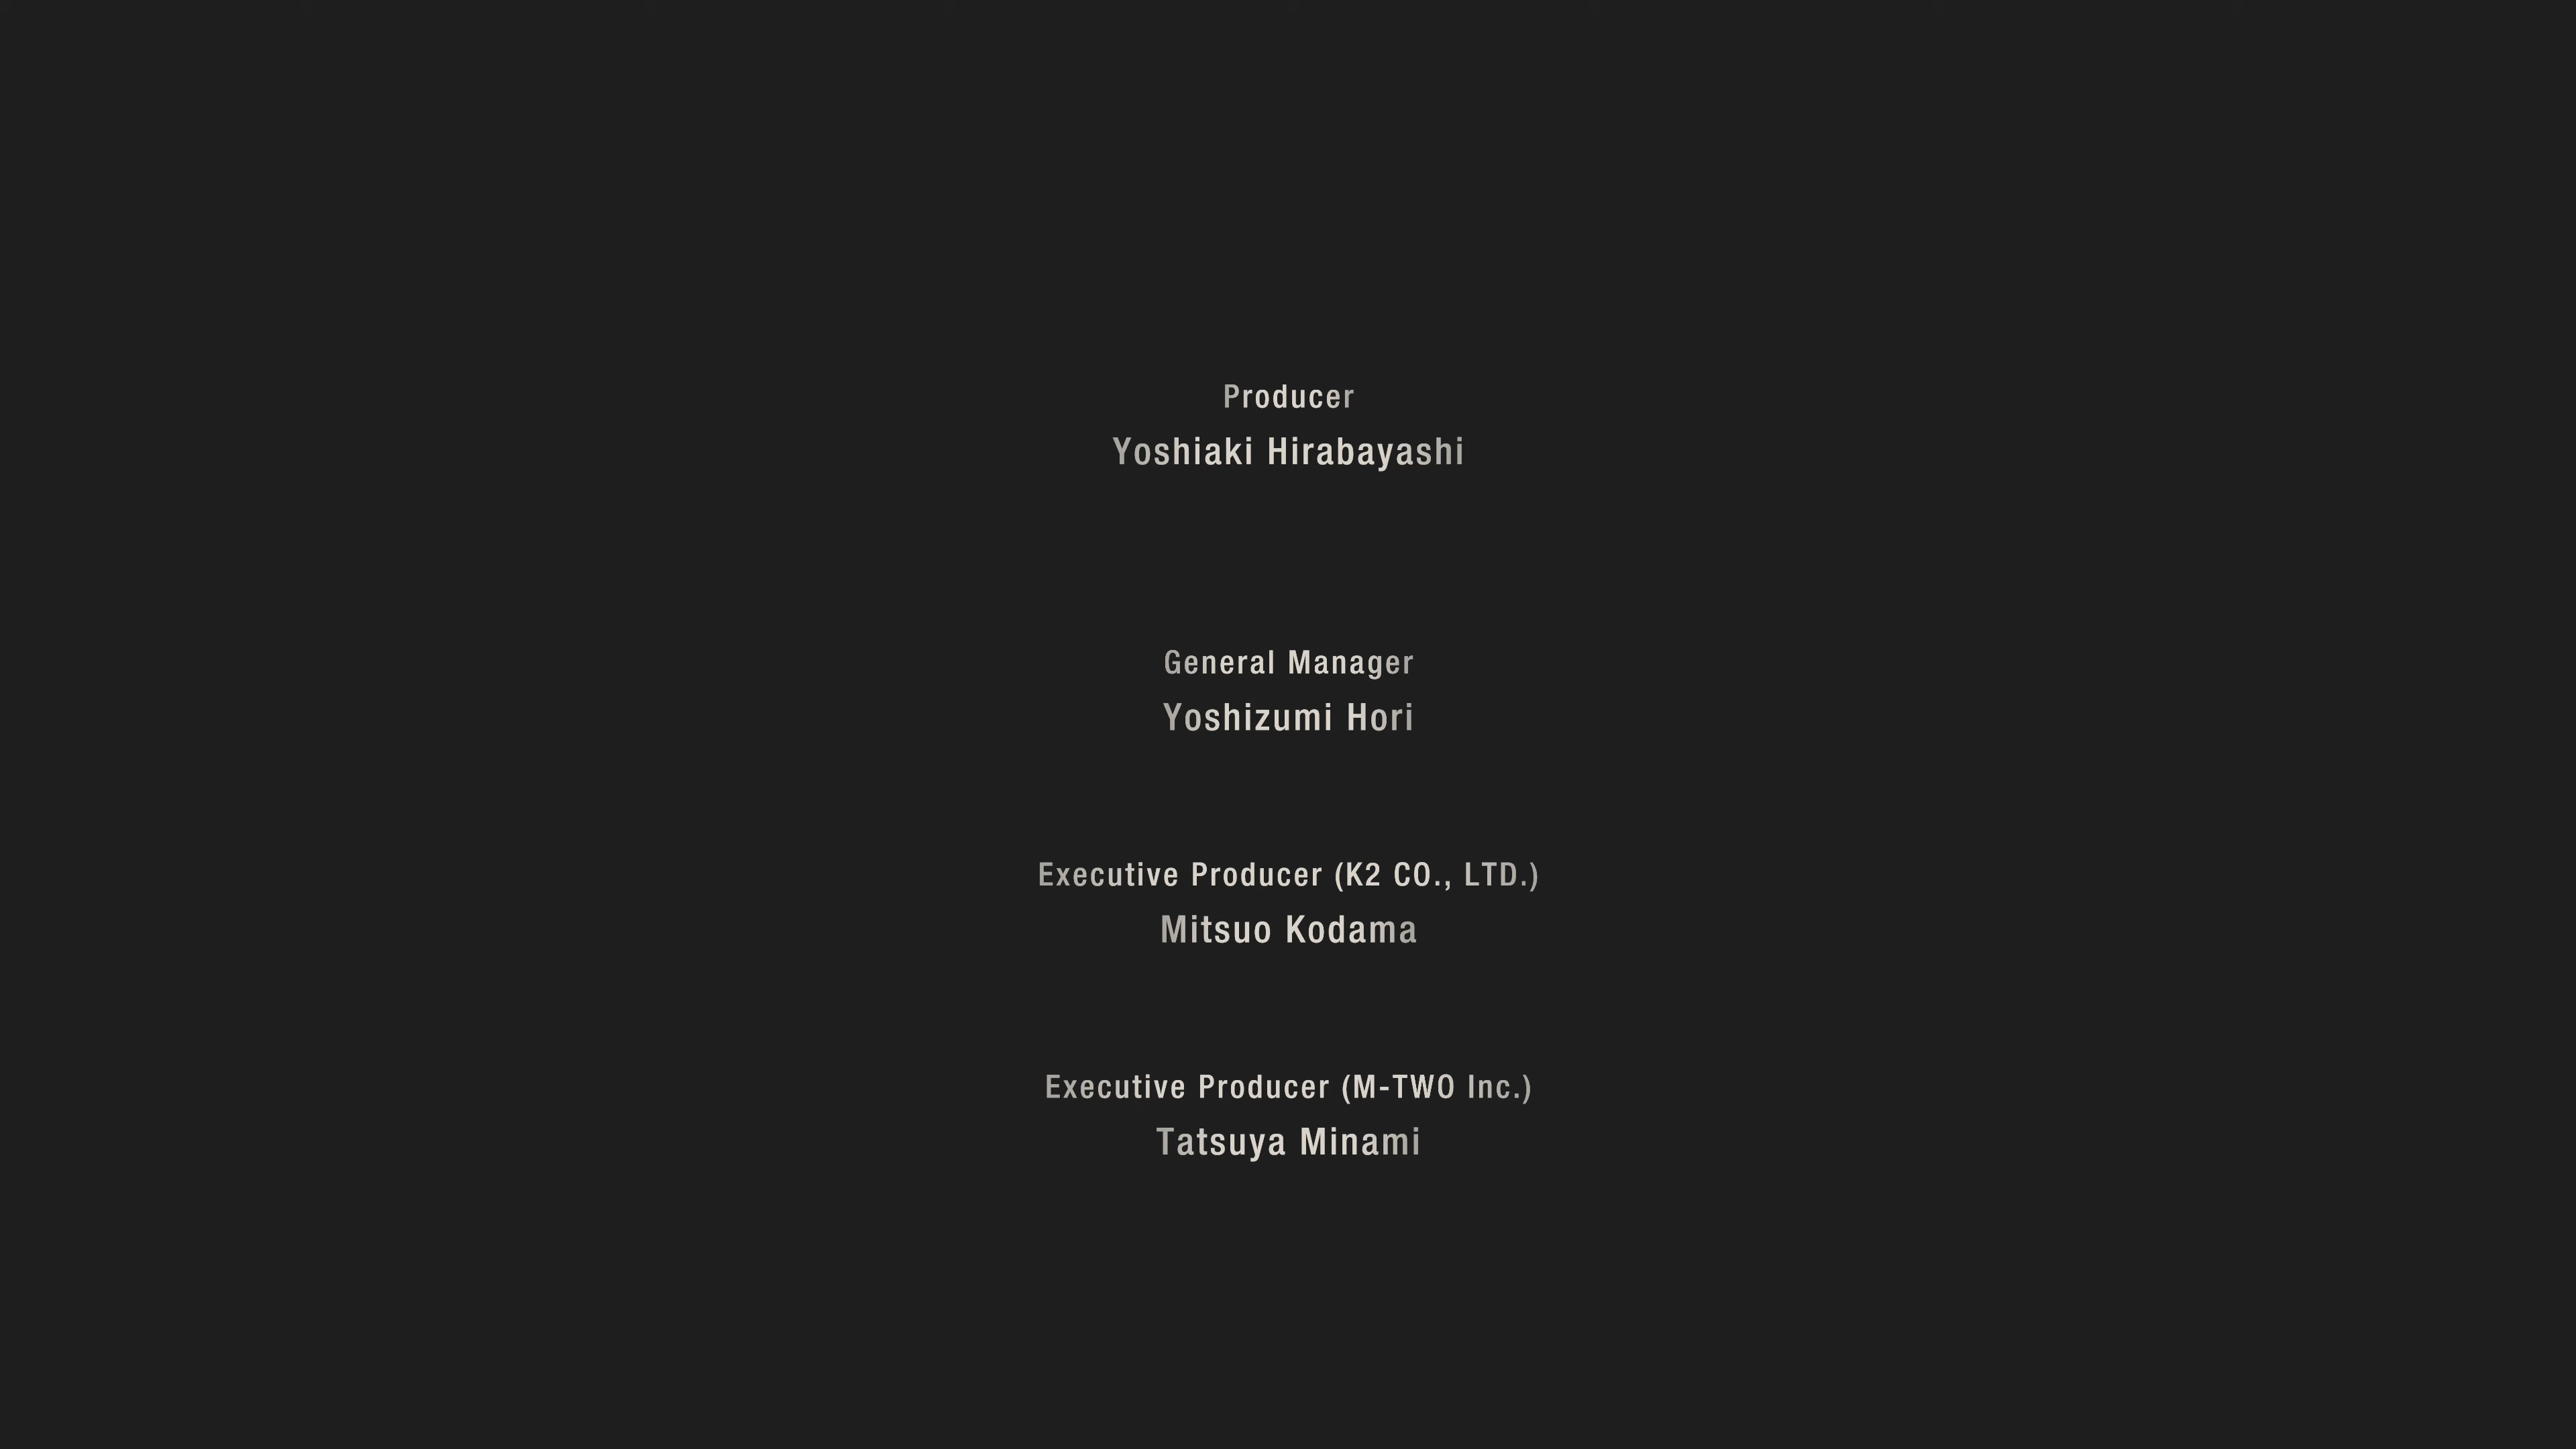 Producer
Yoshiaki Hirabayashi
General Manager
Yoshizumi Hori
Executive Producer (K2 CO., LTD.)
Mitsuo Kodama
Executive Producer (M-TWO Inc.)
Tatsuya Minami